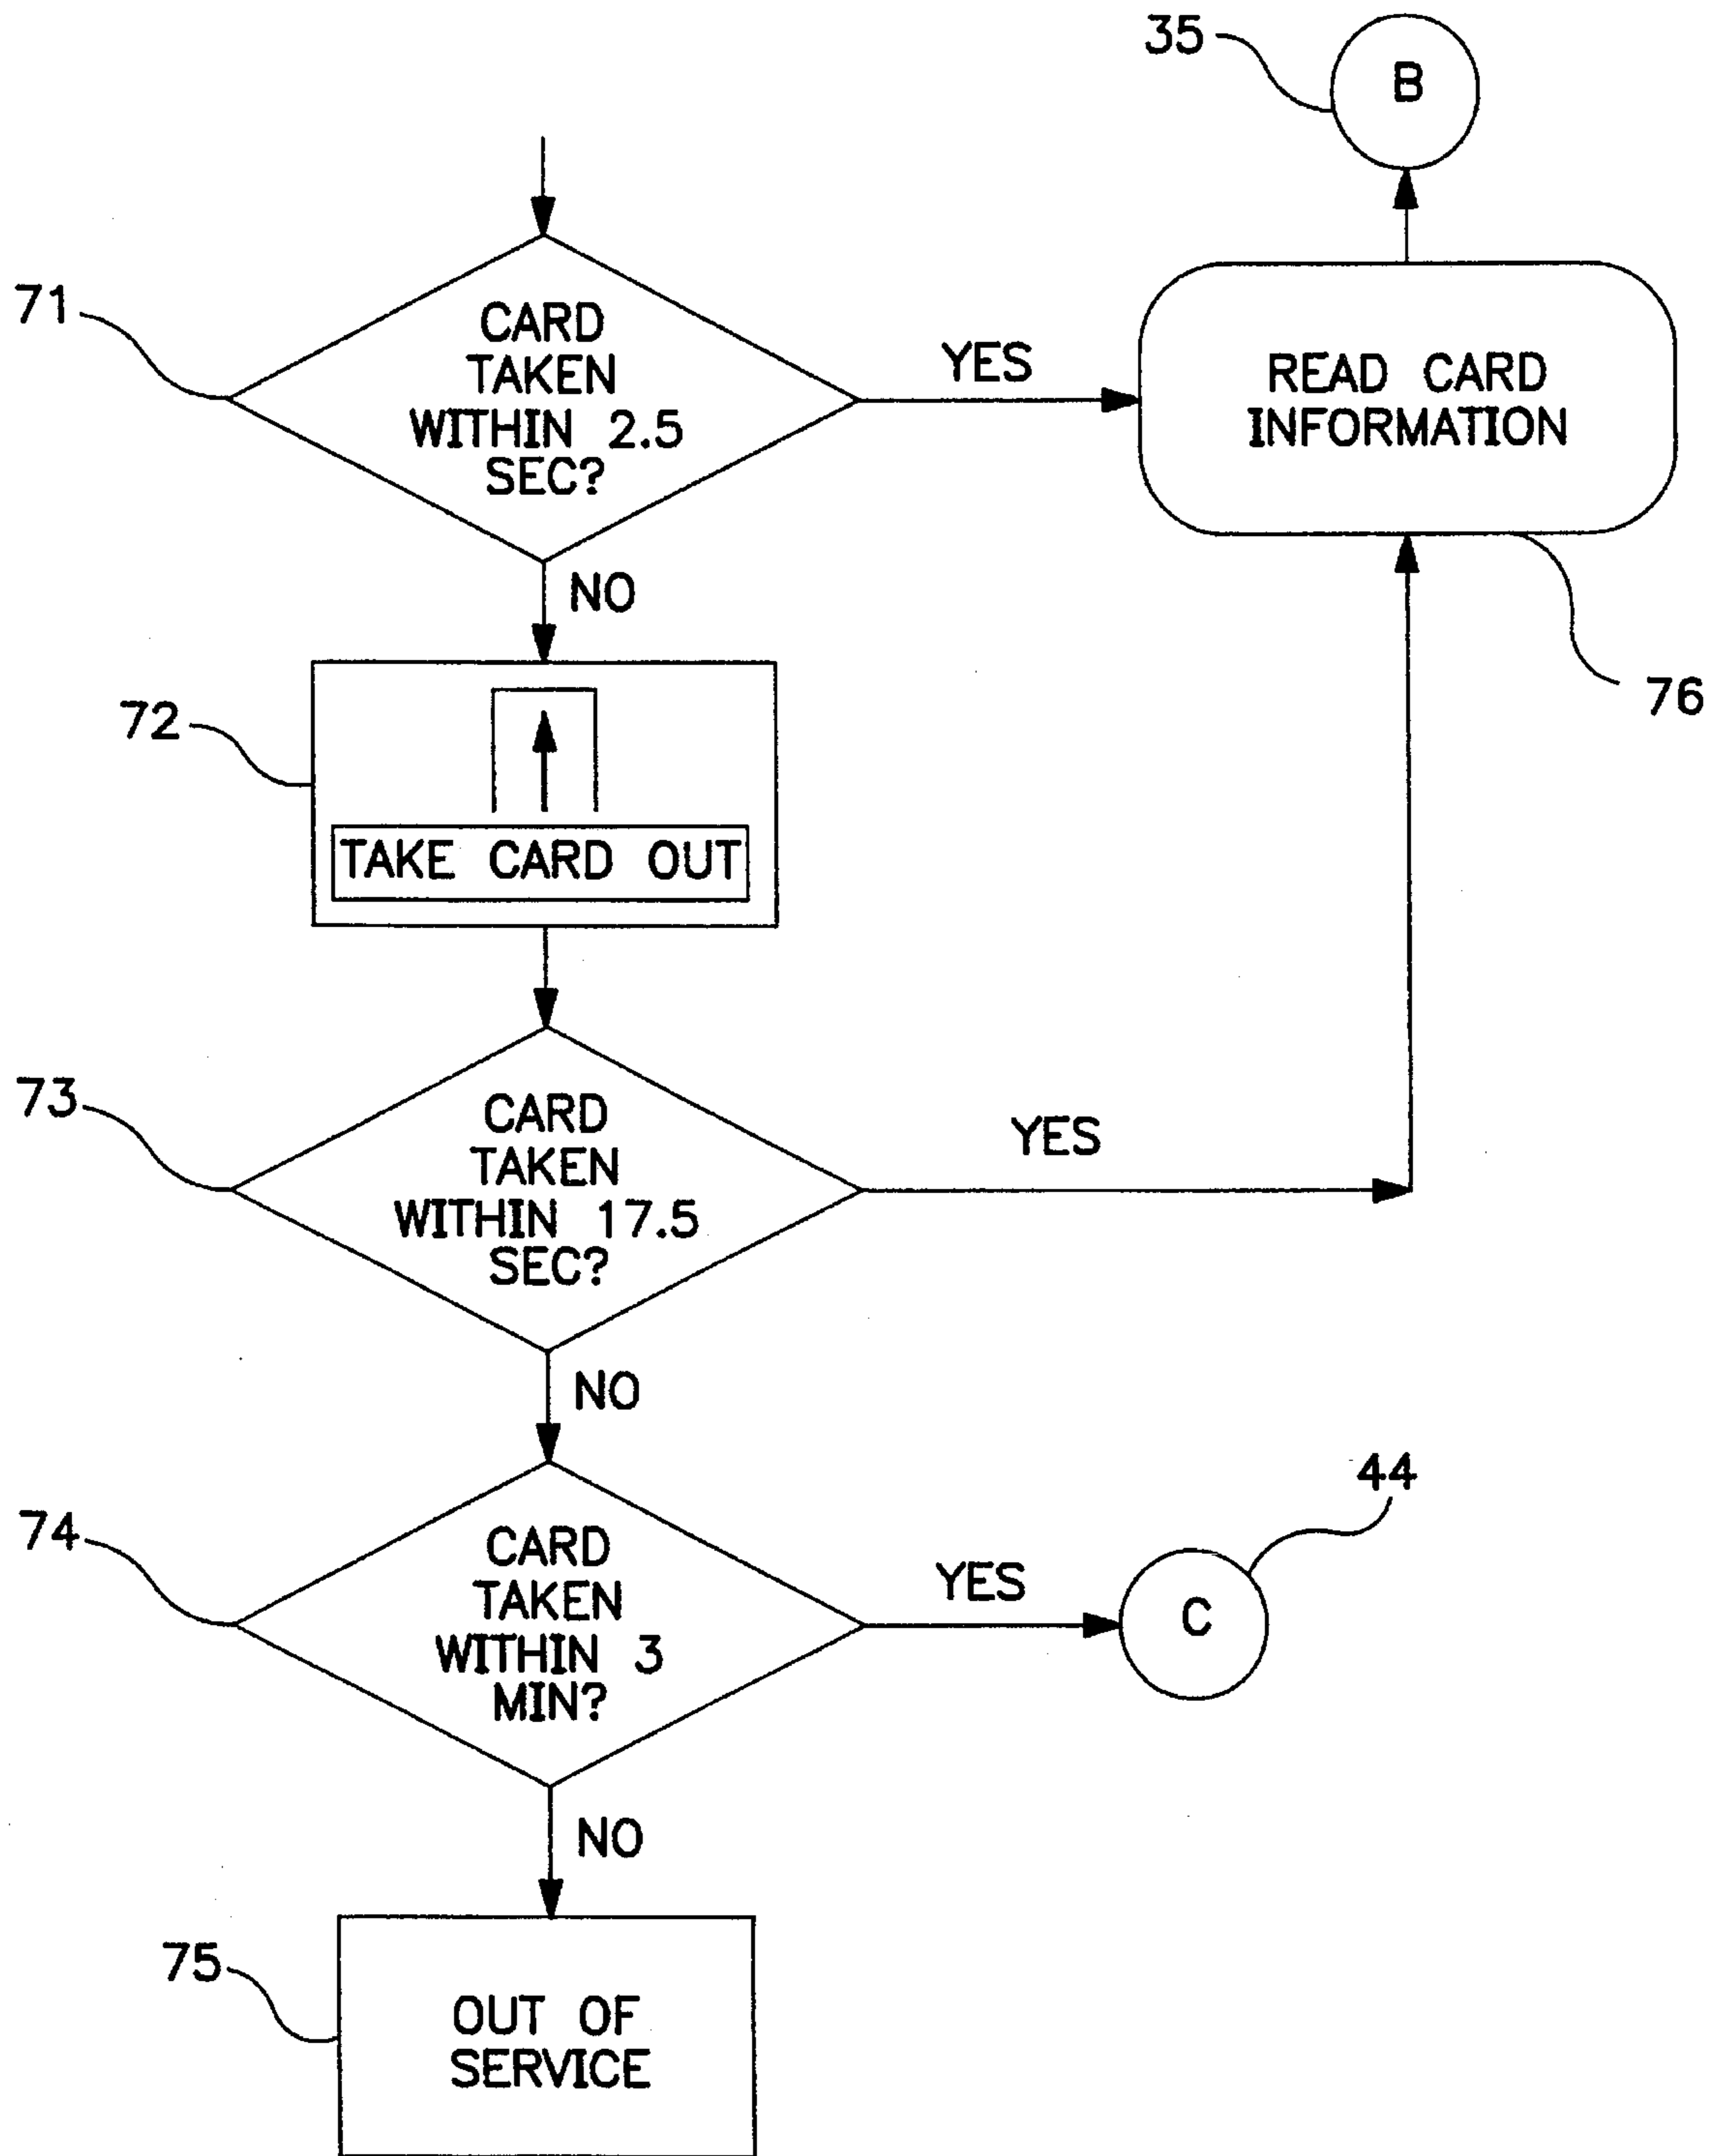 35
B
71
CARD
TAKEN
WITHIN 2.5
SEC?
YES
READ CARD
INFORMATION
NO
76
72
TAKE CARD OUT
73
CARD
TAKEN
WITHIN 17.5
SEC?
YES
NO
44
74
CARD
TAKEN
WITHIN 3
MIN?
YES
C
NO
75
OUT OF
SERVICE